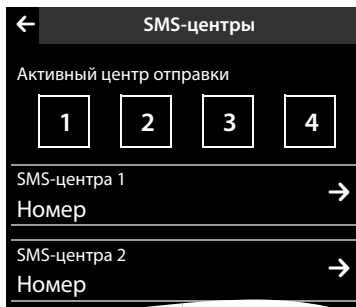 SMS-центры
Активный центр отправки
1 2 3 4
SMS-центра 1
Номер
SMS-центра 2
Номер